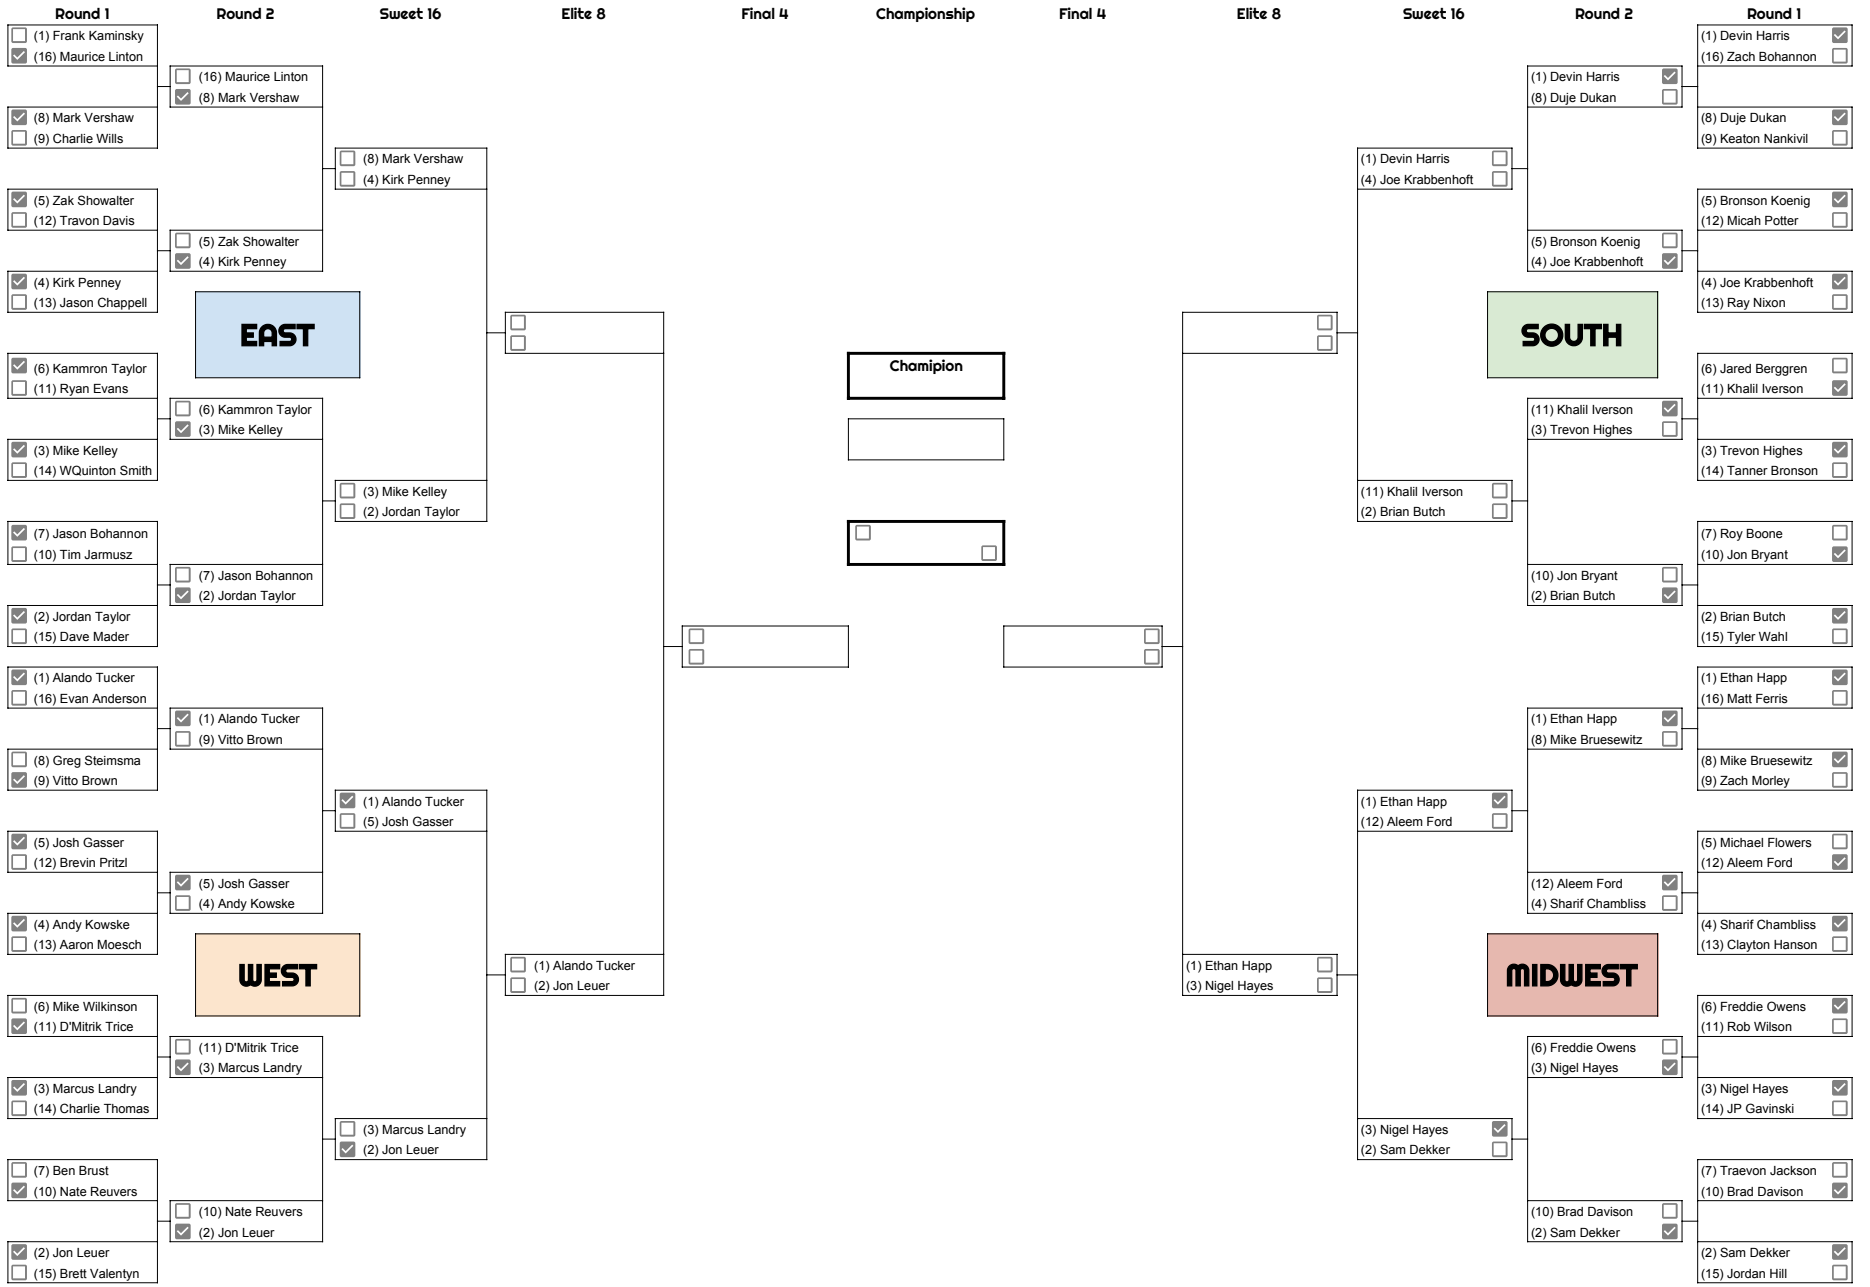 Round 1
Round 2
Sweet 16
Elite 8
Final 4
Championship
Final 4
Elite 8
Sweet 16
Round 2
Round 1
(1) Frank Kaminsky
(16) Maurice Linton
(8) Mark Vershaw
(9) Charlie Wills
(5) Zak Showalter
(12) Travon Davis
(4) Kirk Penney
(13) Jason Chappell
(6) Kammron Taylor
(11) Ryan Evans
(3) Mike Kelley
(14) WQuinton Smith
(7) Jason Bohannon
(10) Tim Jarmusz
(2) Jordan Taylor
(15) Dave Mader
(16) Maurice Linton
(8) Mark Vershaw
(5) Zak Showalter
(4) Kirk Penney
EAST
(6) Kammron Taylor
(3) Mike Kelley
(7) Jason Bohannon
(2) Jordan Taylor
(8) Mark Vershaw
(4) Kirk Penney
(3) Mike Kelley
(2) Jordan Taylor
(1) Alando Tucker
(16) Evan Anderson
(8) Greg Steimsma
(9) Vitto Brown
(5) Josh Gasser
(12) Brevin Pritzl
(4) Andy Kowske
(13) Aaron Moesch
(6) Mike Wilkinson
(11) D'Mitrik Trice
(3) Marcus Landry
(14) Charlie Thomas
(7) Ben Brust
(10) Nate Reuvers
(2) Jon Leuer
(15) Brett Valentyn
(1) Alando Tucker
(9) Vitto Brown
(5) Josh Gasser
(4) Andy Kowske
WEST
(11) D'Mitrik Trice
(3) Marcus Landry
(10) Nate Reuvers
(2) Jon Leuer
(1) Alando Tucker
(5) Josh Gasser
(3) Marcus Landry
(2) Jon Leuer
(1) Alando Tucker
(2) Jon Leuer
Chamipion
(1) Devin Harris
(4) Joe Krabbenhoft
(11) Khalil Iverson
(2) Brian Butch
(1) Devin Harris
(8) Duje Dukan
(5) Bronson Koenig
(4) Joe Krabbenhoft
SOUTH
(11) Khalil Iverson
(3) Trevon Highes
(10) Jon Bryant
(2) Brian Butch
(1) Devin Harris
(16) Zach Bohannon
(8) Duje Dukan
(9) Keaton Nankivil
(5) Bronson Koenig
(12) Micah Potter
(4) Joe Krabbenhoft
(13) Ray Nixon
(6) Jared Berggren
(11) Khalil Iverson
(3) Trevon Highes
(14) Tanner Bronson
(7) Roy Boone
(10) Jon Bryant
(2) Brian Butch
(15) Tyler Wahl
(1) Ethan Happ
(3) Nigel Hayes
(1) Ethan Happ
(12) Aleem Ford
(3) Nigel Hayes
(2) Sam Dekker
(1) Ethan Happ
(8) Mike Bruesewitz
(12) Aleem Ford
(4) Sharif Chambliss
MIDWEST
(6) Freddie Owens
(3) Nigel Hayes
(10) Brad Davison
(2) Sam Dekker
(1) Ethan Happ
(16) Matt Ferris
(8) Mike Bruesewitz
(9) Zach Morley
(5) Michael Flowers
(12) Aleem Ford
(4) Sharif Chambliss
(13) Clayton Hanson
(6) Freddie Owens
(11) Rob Wilson
(3) Nigel Hayes
(14) JP Gavinski
(7) Traevon Jackson
(10) Brad Davison
(2) Sam Dekker
(15) Jordan Hill